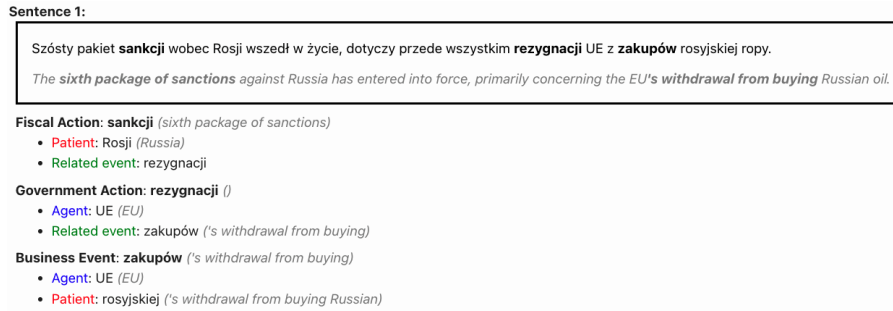 Sentence 1:
Szósty pakiet sankcji wobec Rosji wszedł w życie, dotyczy przede wszystkim rezygnacji UE z zakupów rosyjskiej ropy.
The sixth package of sanctions against Russia has entered into force, primarily concerning the EU's withdrawal from buying Russian oil.
Fiscal Action: sankcji (sixth package of sanctions)
• Patient: Rosji (Russia)
• Related event: rezygnacji
Government Action: rezygnacji ()
• Agent: UE (EU)
• Related event: zakupów ('s withdrawal from buying)
Business Event: zakupów ('s withdrawal from buying)
• Agent: UE (EU)
• Patient: rosyjskiej ('s withdrawal from buying Russian)